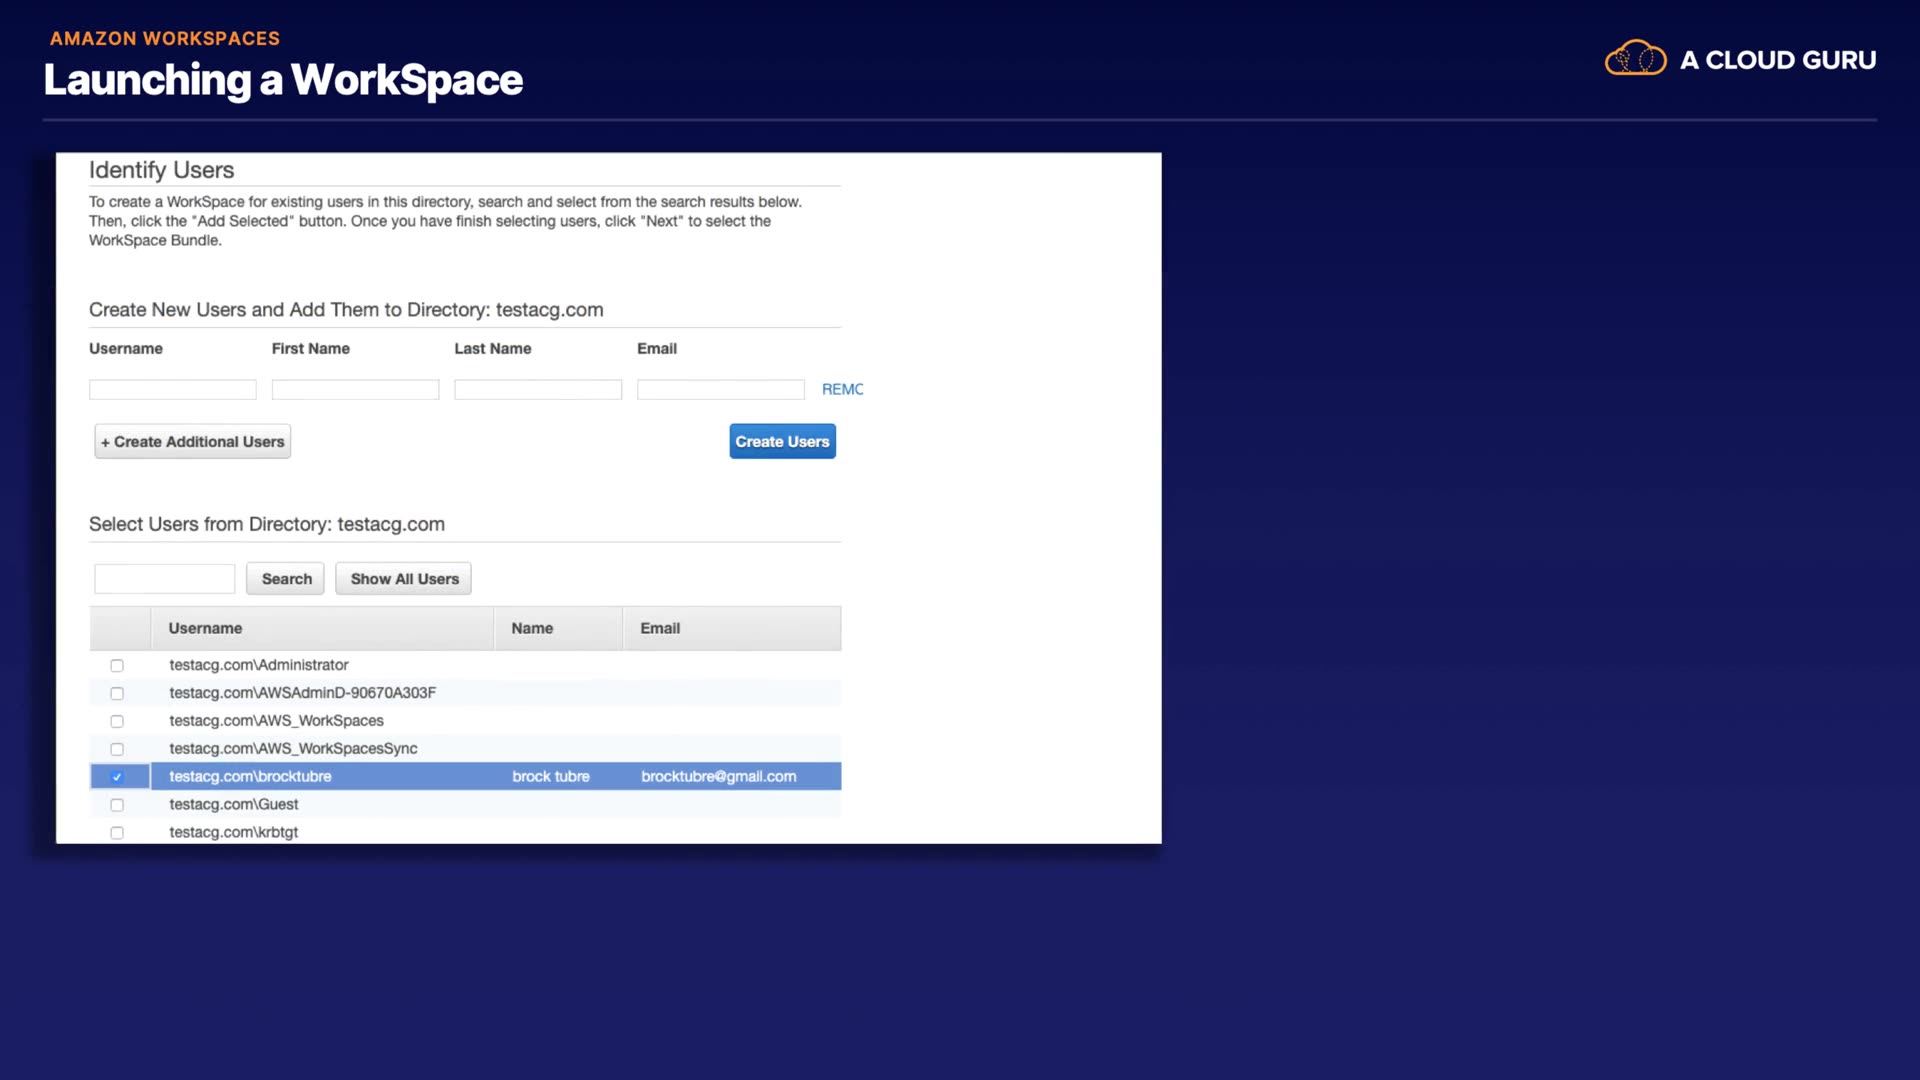 AMAZON WORKSPACES
Launching a WorkSpace
A CLOUD GURU
Identify Users
To create a WorkSpace for existing users in this directory, search and select from the search results below.
Then, click the "Add Selected" button. Once you have finish selecting users, click "Next" to select the
WorkSpace Bundle.
Create New Users and Add Them to Directory: testacg.com
Username First Name Last Name Email
REMC
+ Create Additional Users Create Users
Select Users from Directory: testacg.com
Search Show All Users
Username Name Email
testacg.com\Administrator
testacg.com\AWSAdminD-90670A303F
testacg.com\AWS_WorkSpaces
testacg.com\AWS_WorkSpacesSync
testacg.com\brocktubre brock tubre brocktubre@gmail.com
testacg.com\Guest
testacg.com\krbtgt